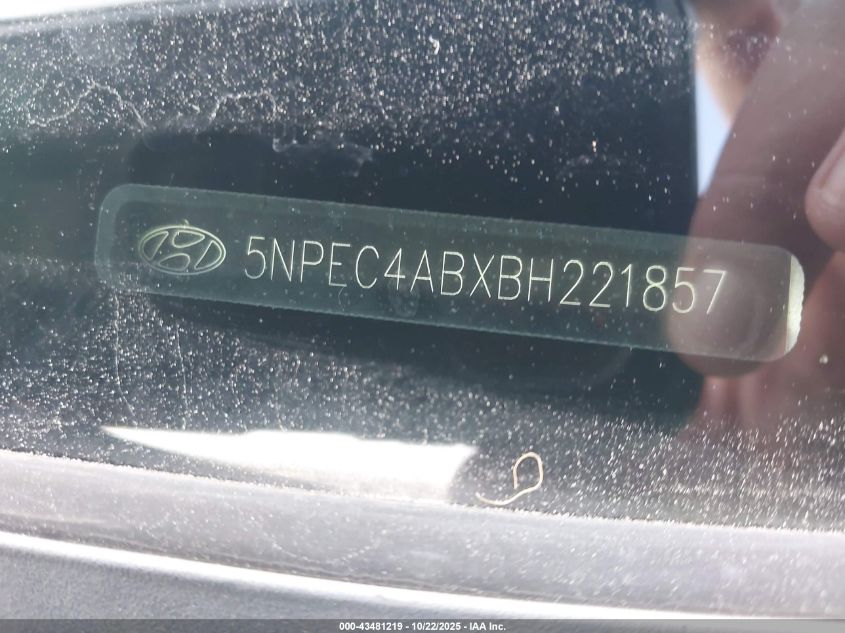 5NPEC4ABXBH221857
000-43481219 - 10/22/2025 - IAA Inc.